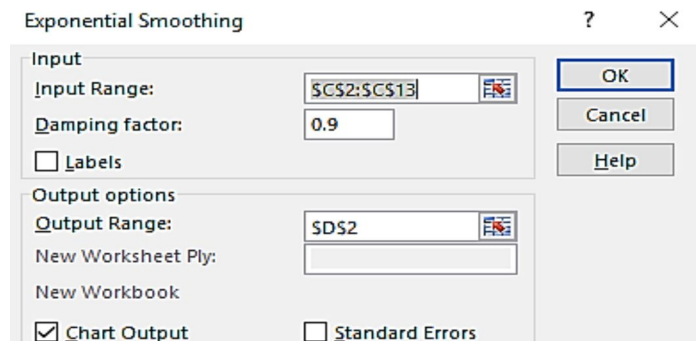 Exponential Smoothing ?
Input
Input Range: $C$2:$C$13
Damping factor: 0.9
Labels
OK
Cancel
Help
Output options
Output Range: $D$2
New Worksheet Ply:
New Workbook
Chart Output Standard Errors